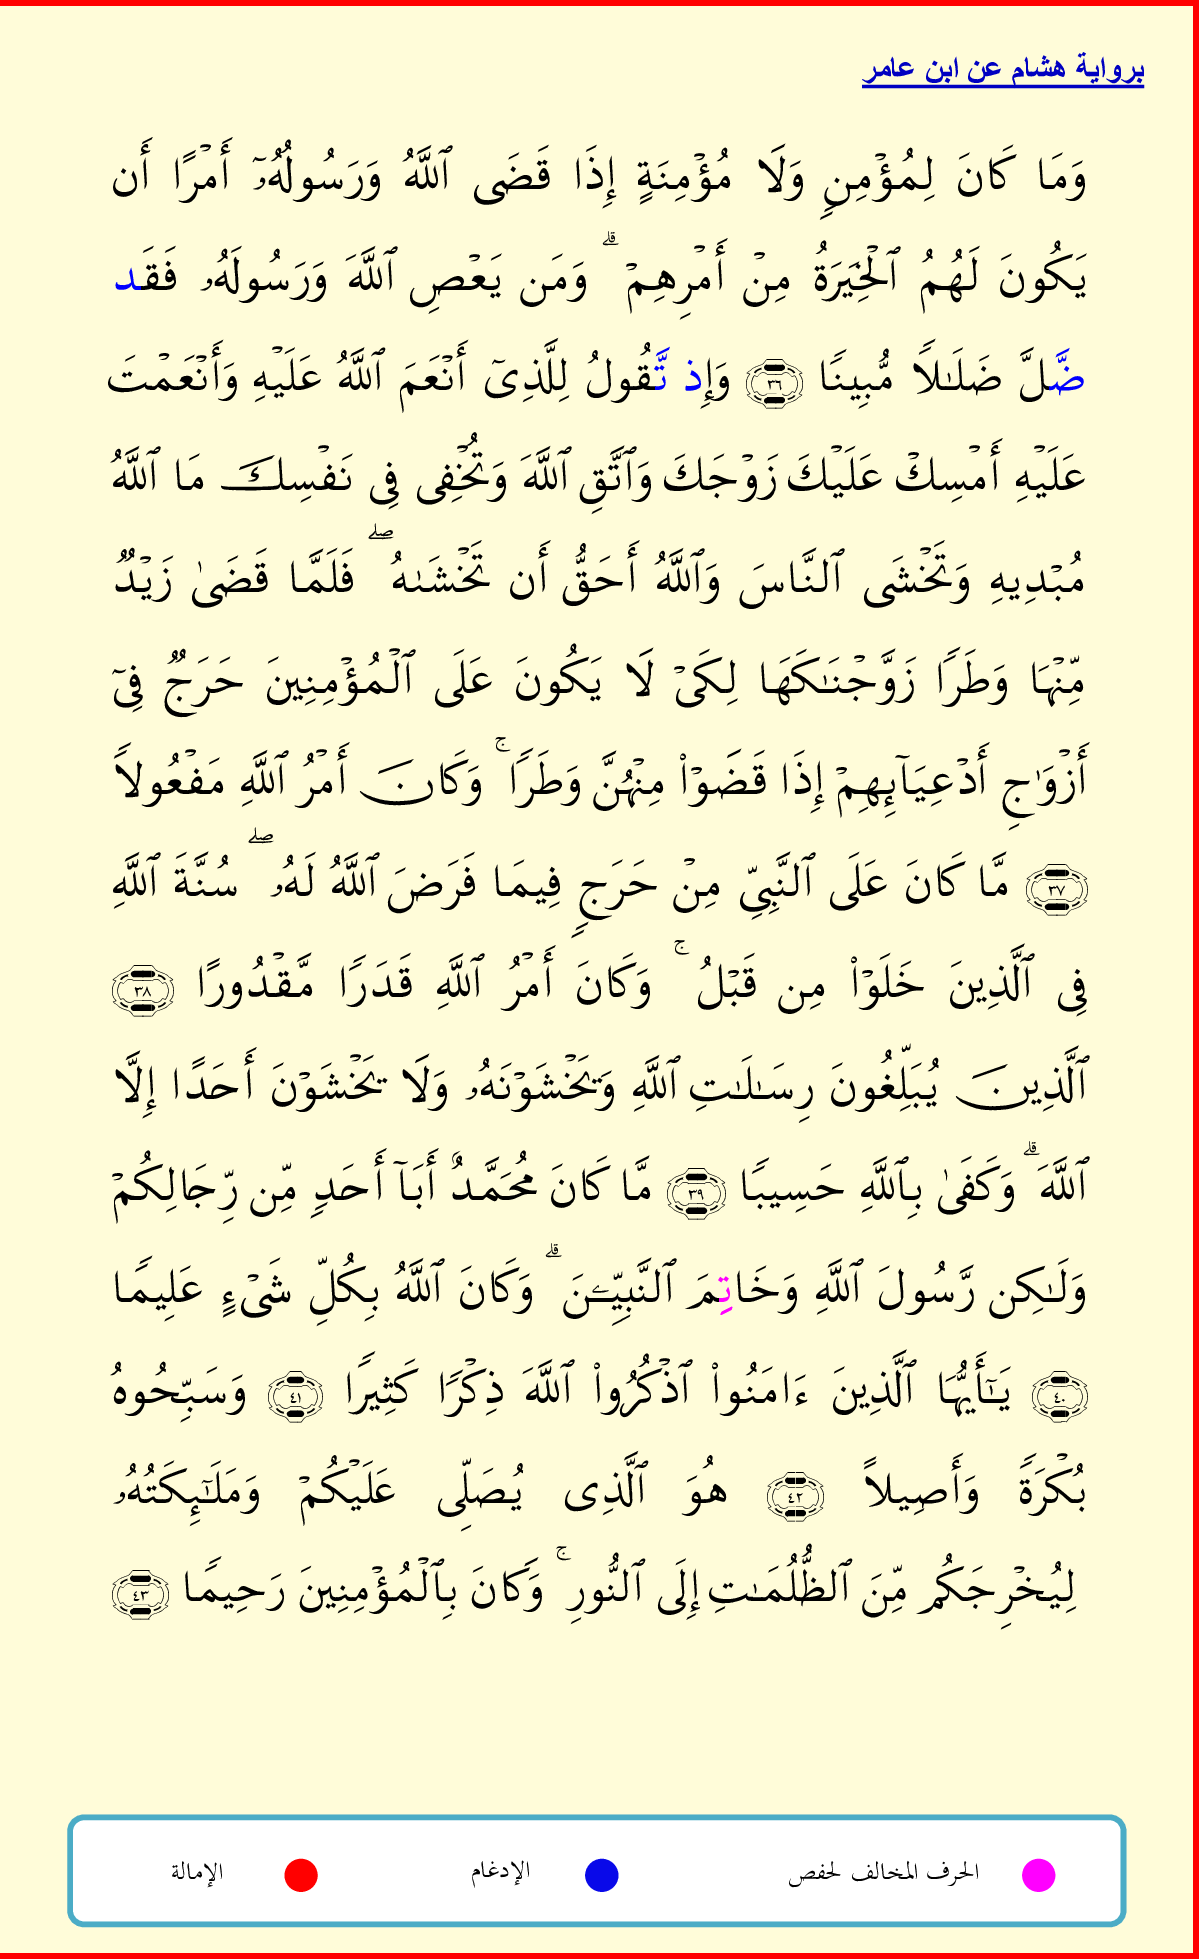 برواية هشام عن ابن عامر
وَمَا كَانَ لِمُؤْمِنٍ وَلَا مُؤْمِنَةٍ إِذَا قَضَى ٱللَّهُ وَرَسُولُهُۥٓ أَمْرًا أَن
يَكُونَ لَهُمُ ٱلْخِيَرَةُ مِنْ أَمْرِهِمْ ۗ وَمَن يَعْصِ ٱللَّهَ وَرَسُولَهُۥ فَقَد
ضَّلَّ ضَلَـٰلًا مُّبِينًا ٣٦ وَإِذ تَّقُولُ لِلَّذِىٓ أَنْعَمَ ٱللَّهُ عَلَيْهِ وَأَنْعَمْتَ
عَلَيْهِ أَمْسِكْ عَلَيْكَ زَوْجَكَ وَٱتَّقِ ٱللَّهَ وَتُخْفِى فِى نَفْسِكَ مَا ٱللَّهُ
مُبْدِيهِ وَتَخْشَى ٱلنَّاسَ وَٱللَّهُ أَحَقُّ أَن تَخْشَىٰهُ ۖ فَلَمَّا قَضَىٰ زَيْدٌ
مِّنْهَا وَطَرًا زَوَّجْنَـٰكَهَا لِكَىْ لَا يَكُونَ عَلَى ٱلْمُؤْمِنِينَ حَرَجٌ فِىٓ
أَزْوَٰجِ أَدْعِيَآئِهِمْ إِذَا قَضَوْا۟ مِنْهُنَّ وَطَرًا ۚ وَكَانَ أَمْرُ ٱللَّهِ مَفْعُولًا
٣٧ مَّا كَانَ عَلَى ٱلنَّبِىِّ مِنْ حَرَجٍ فِيمَا فَرَضَ ٱللَّهُ لَهُۥ ۖ سُنَّةَ ٱللَّهِ
فِى ٱلَّذِينَ خَلَوْا۟ مِن قَبْلُ ۚ وَكَانَ أَمْرُ ٱللَّهِ قَدَرًا مَّقْدُورًا ٣٨
ٱلَّذِينَ يُبَلِّغُونَ رِسَـٰلَـٰتِ ٱللَّهِ وَيَخْشَوْنَهُۥ وَلَا يَخْشَوْنَ أَحَدًا إِلَّا
ٱللَّهَ ۗ وَكَفَىٰ بِٱللَّهِ حَسِيبًا ٣٩ مَّا كَانَ مُحَمَّدٌ أَبَآ أَحَدٍ مِّن رِّجَالِكُمْ
وَلَـٰكِن رَّسُولَ ٱللَّهِ وَخَاتِمَ ٱلنَّبِيِّـۧنَ ۗ وَكَانَ ٱللَّهُ بِكُلِّ شَىْءٍ عَلِيمًا
٤٠ يَـٰٓأَيُّهَا ٱلَّذِينَ ءَامَنُوا۟ ٱذْكُرُوا۟ ٱللَّهَ ذِكْرًا كَثِيرًا ٤١ وَسَبِّحُوهُ
بُكْرَةً وَأَصِيلًا ٤٢ هُوَ ٱلَّذِى يُصَلِّى عَلَيْكُمْ وَمَلَـٰٓئِكَتُهُۥ
لِيُخْرِجَكُم مِّنَ ٱلظُّلُمَـٰتِ إِلَى ٱلنُّورِ ۚ وَكَانَ بِٱلْمُؤْمِنِينَ رَحِيمًا ٤٣
الحرف المخالف لحفص الإدغام الإمالة